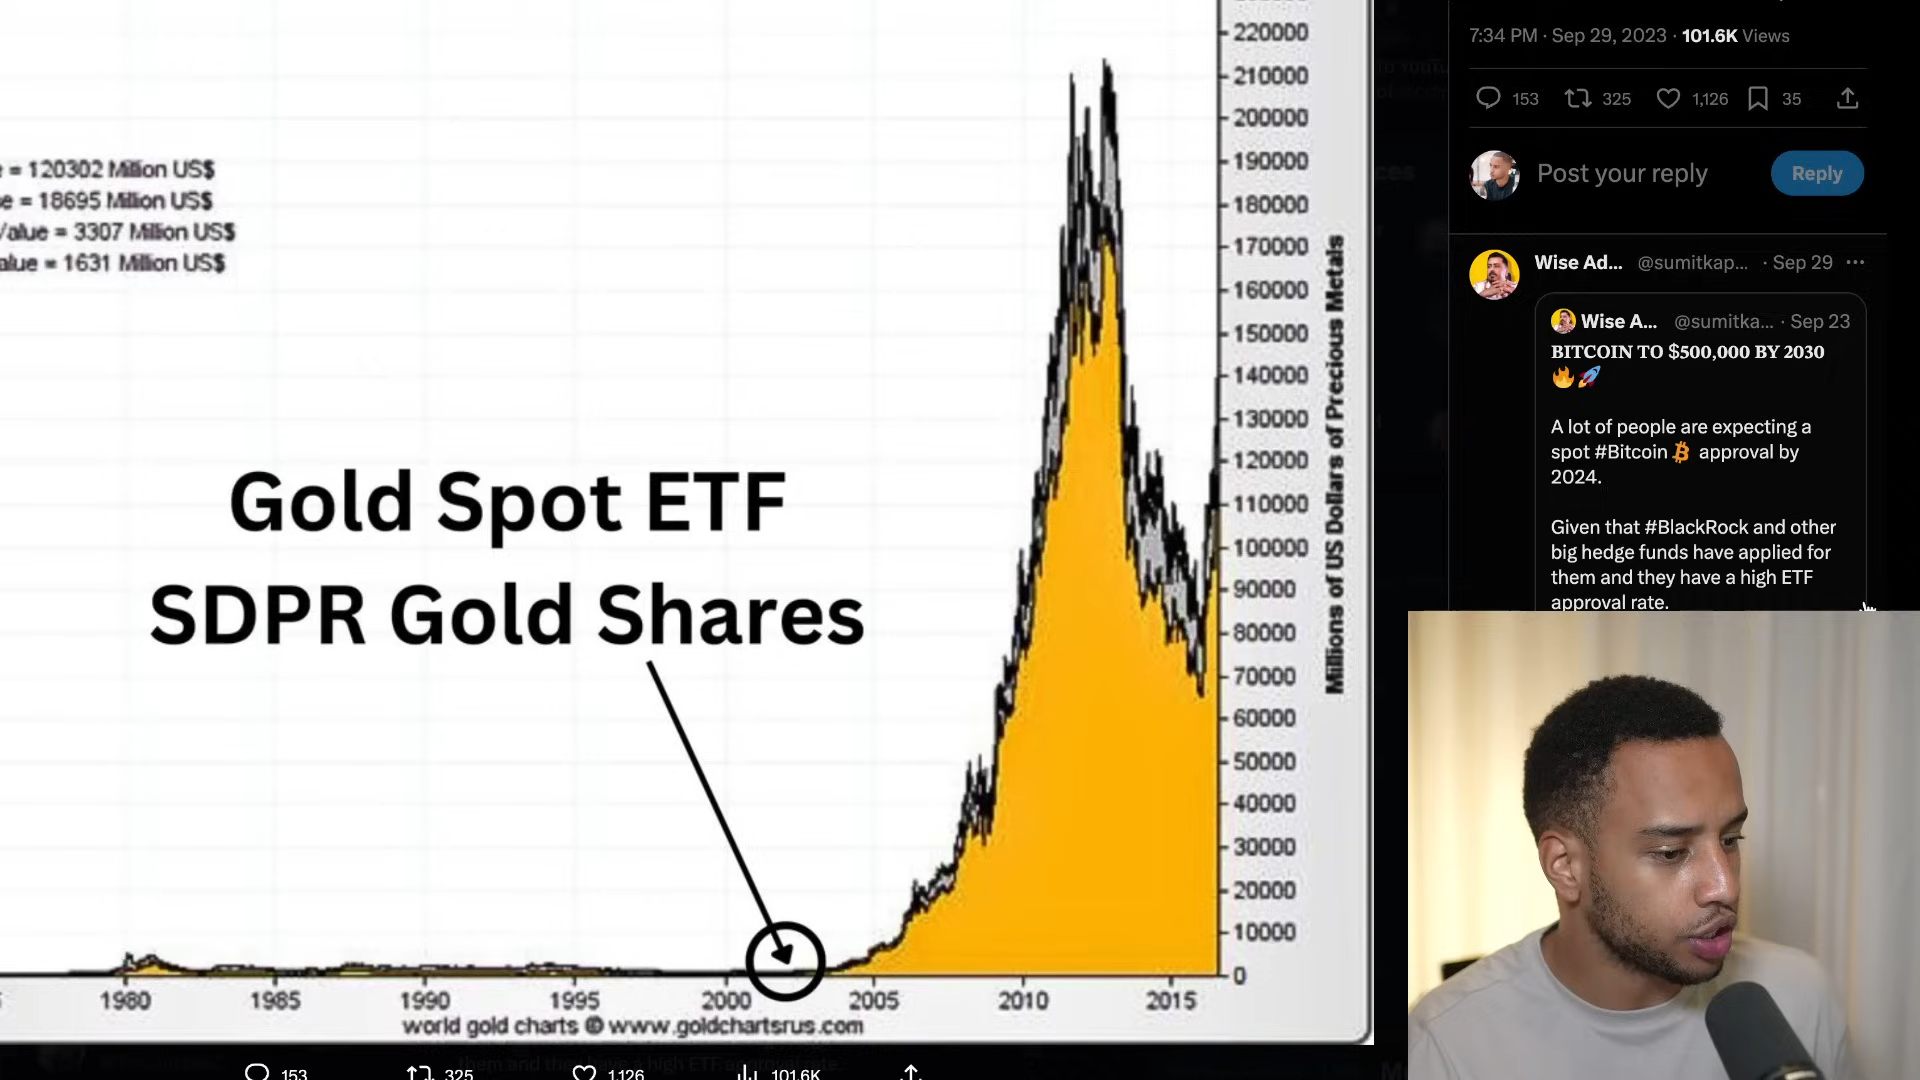 e = 120302 Million US$
se = 18695 Million US$
Value = 3307 Million US$
alue = 1631 Million US$
Gold Spot ETF
SDPR Gold Shares
220000
210000
200000
190000
180000
170000
160000
150000
140000
130000
120000
110000
100000
90000
80000
70000
60000
50000
40000
30000
20000
10000
0
Millions of US Dollars of Precious Metals
1980 1985 1990 1995 2000 2005 2010 2015
world gold charts © www.goldchartsrus.com
153 325 1,126 101.6K
7:34 PM · Sep 29, 2023 · 101.6K Views
153 325 1,126 35
Post your reply Reply
Wise Ad... @sumitkap... · Sep 29 ...
Wise A... @sumitka... · Sep 23
BITCOIN TO $500,000 BY 2030
🔥🚀
A lot of people are expecting a
spot #Bitcoin approval by
2024.
Given that #BlackRock and other
big hedge funds have applied for
them and they have a high ETF
approval rate.